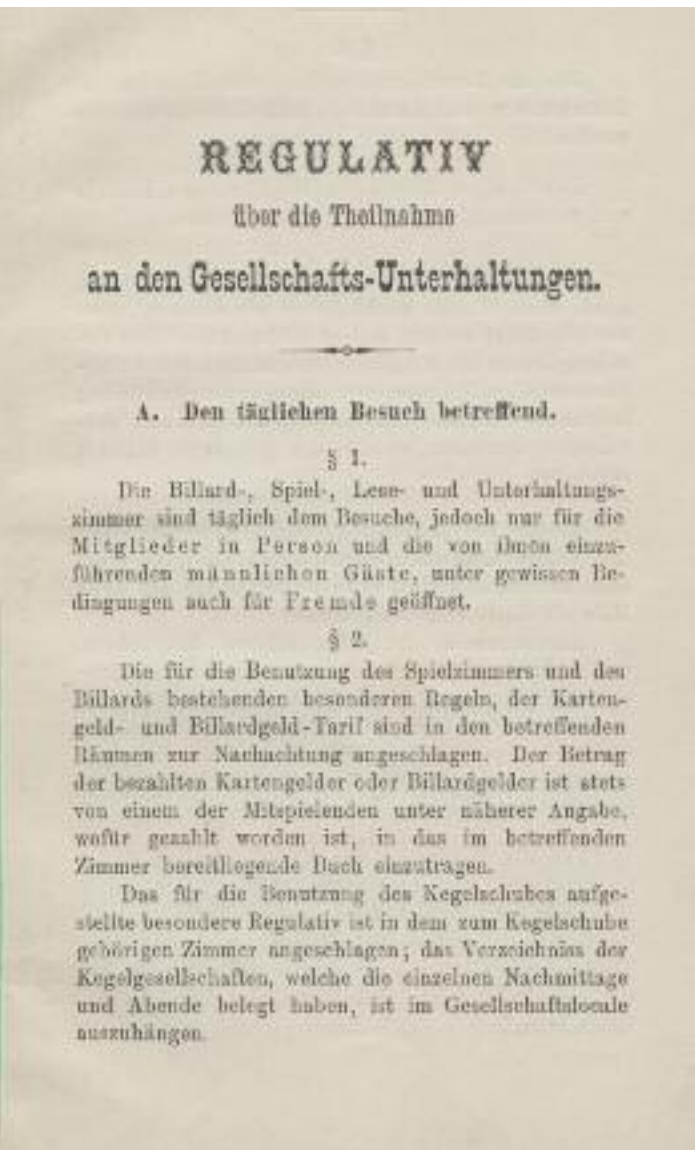 REGULATIV
über die Theilnahme
an den Gesellschafts-Unterhaltungen.
A. Den täglichen Besuch betreffend.
§ 1.
Die Billard-, Spiel-, Lese- und Unterhaltungs-
zimmer sind täglich dem Besuche, jedoch nur für die
Mitglieder in Person und die von ihnen einzu-
führenden männlichen Gäste, unter gewissen Be-
dingungen auch für Fremde geöffnet.
§ 2.
Die für die Benutzung des Spielzimmers und des
Billards bestehenden besonderen Regeln, der Karten-
geld- und Billardgeld-Tarif sind in den betreffenden
Räumen zur Nachachtung angeschlagen. Der Betrag
der bezahlten Kartengelder oder Billardgelder ist stets
von einem der Mitspielenden unter näherer Angabe,
wofür gezahlt worden ist, in das im betreffenden
Zimmer bereitliegende Buch einzutragen.
Das für die Benutzung des Kegelschubes aufge-
stellte besondere Regulativ ist in dem zum Kegelschube
gehörigen Zimmer angeschlagen; das Verzeichniss der
Kegelgesellschaften, welche die einzelnen Nachmittage
und Abende belegt haben, ist im Gesellschaftslocale
auszuhängen.